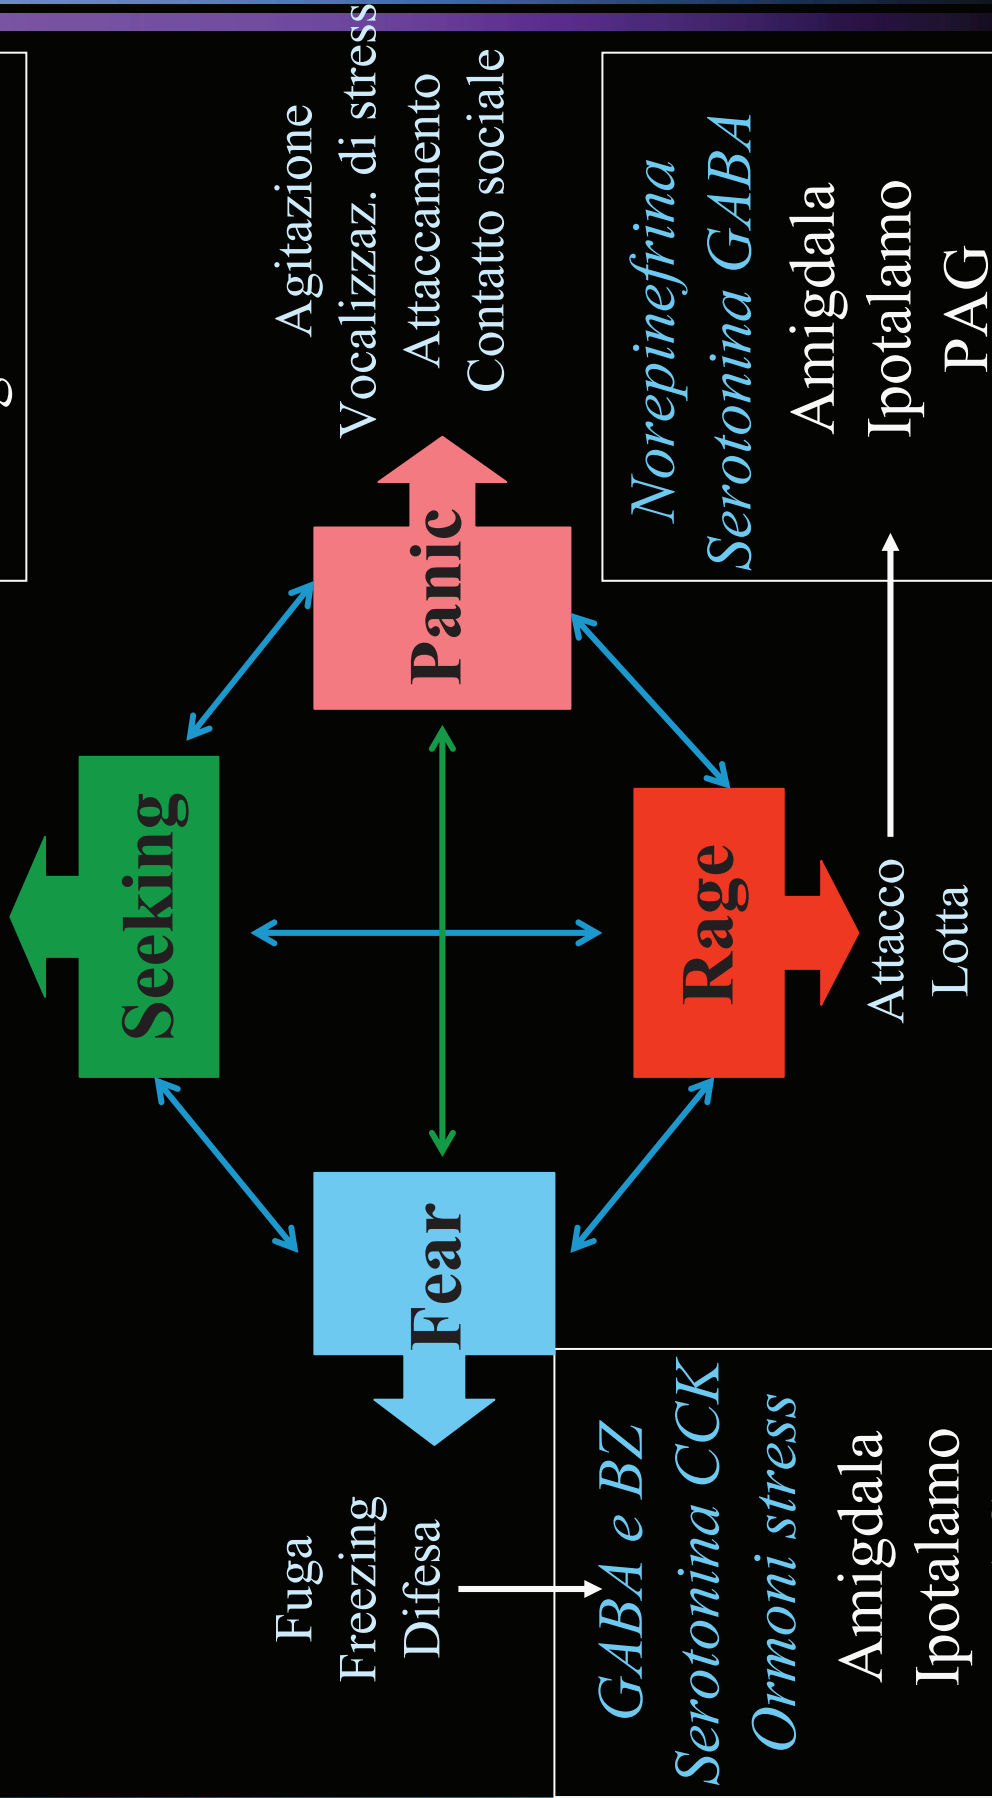 Seeking
Agitazione
Vocalizzaz. di stress
Attaccamento
Contatto sociale
Panic
Fear
Fuga
Freezing
Difesa
Rage
Attacco
Lotta
GABA e BZ
Serotonina CCK
Ormoni stress
Amigdala
Ipotalamo
Norepinefrina
Serotonina GABA
Amigdala
Ipotalamo
PAG